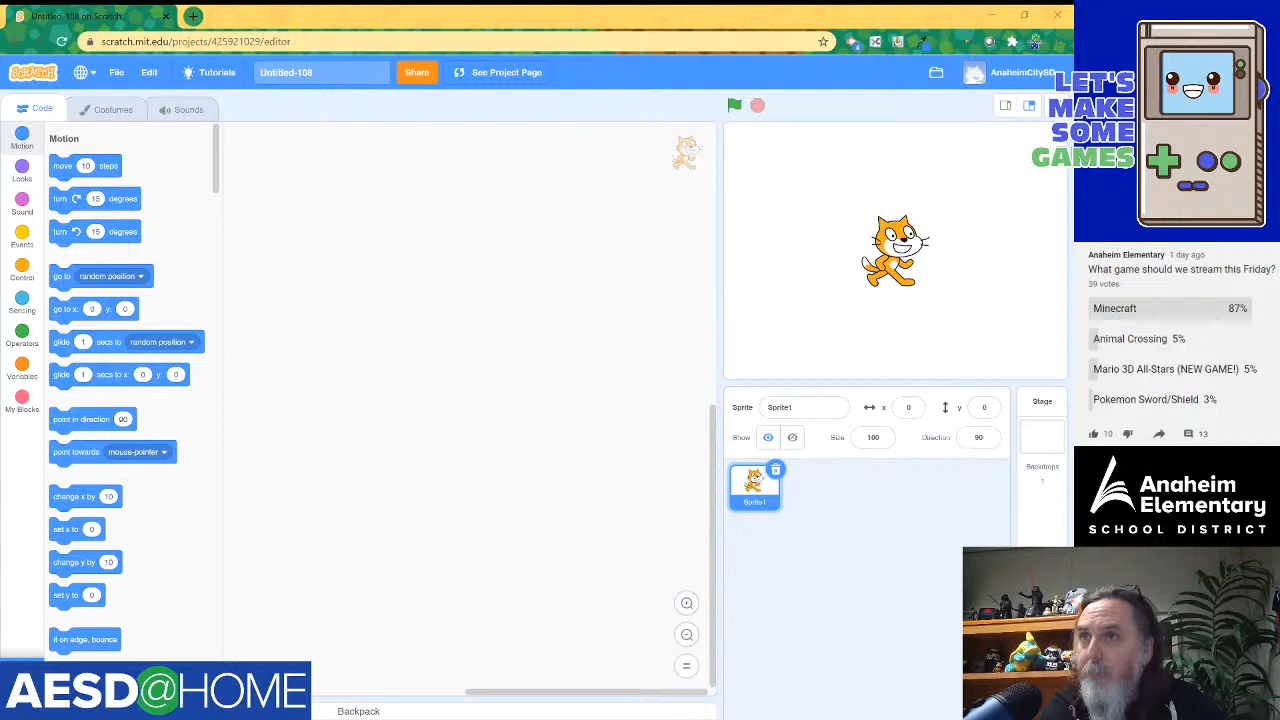 Untitled-108 on Scratch
scratch.mit.edu/projects/425921029/editor
SCRATCH
File
Edit
Tutorials
Untitled-108
Share
See Project Page
AnaheimCitySD
Code
Costumes
Sounds
Motion
Looks
Sound
Events
Control
Sensing
Operators
Variables
My Blocks
Motion
move 10 steps
turn 15 degrees
turn 15 degrees
go to random position
go to x: 0 y: 0
glide 1 secs to random position
glide 1 secs to x: 0 y: 0
point in direction 90
point towards mouse-pointer
change x by 10
set x to 0
change y by 10
set y to 0
if on edge, bounce
Backpack
Sprite Sprite1 x 0 y 0
Show Size 100 Direction 90
Sprite1
Stage
Backdrops
1
LET'S
MAKE
SOME
GAMES
Anaheim Elementary 1 day ago
What game should we stream this Friday?
39 votes
Minecraft 87%
Animal Crossing 5%
Mario 3D All-Stars (NEW GAME!) 5%
Pokemon Sword/Shield 3%
10 13
Anaheim
Elementary
SCHOOL DISTRICT
AESD@HOME